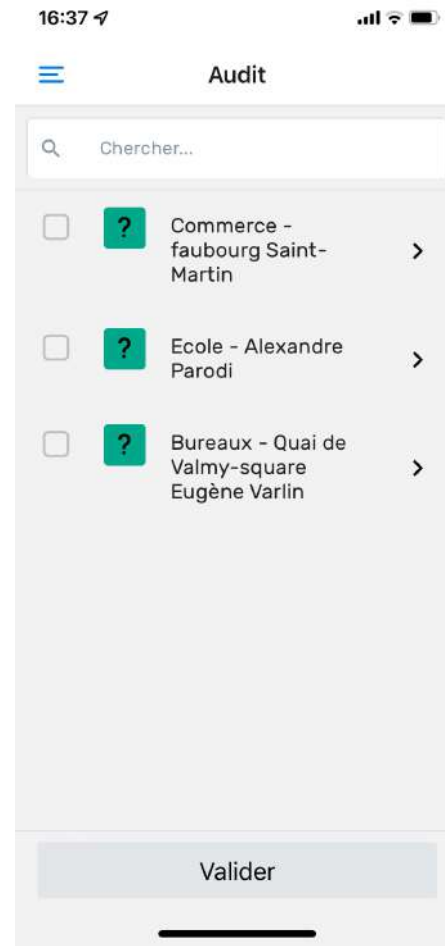 16:37
Audit
Chercher...
? Commerce -
faubourg Saint-
Martin
? Ecole - Alexandre
Parodi
? Bureaux - Quai de
Valmy-square
Eugène Varlin
Valider